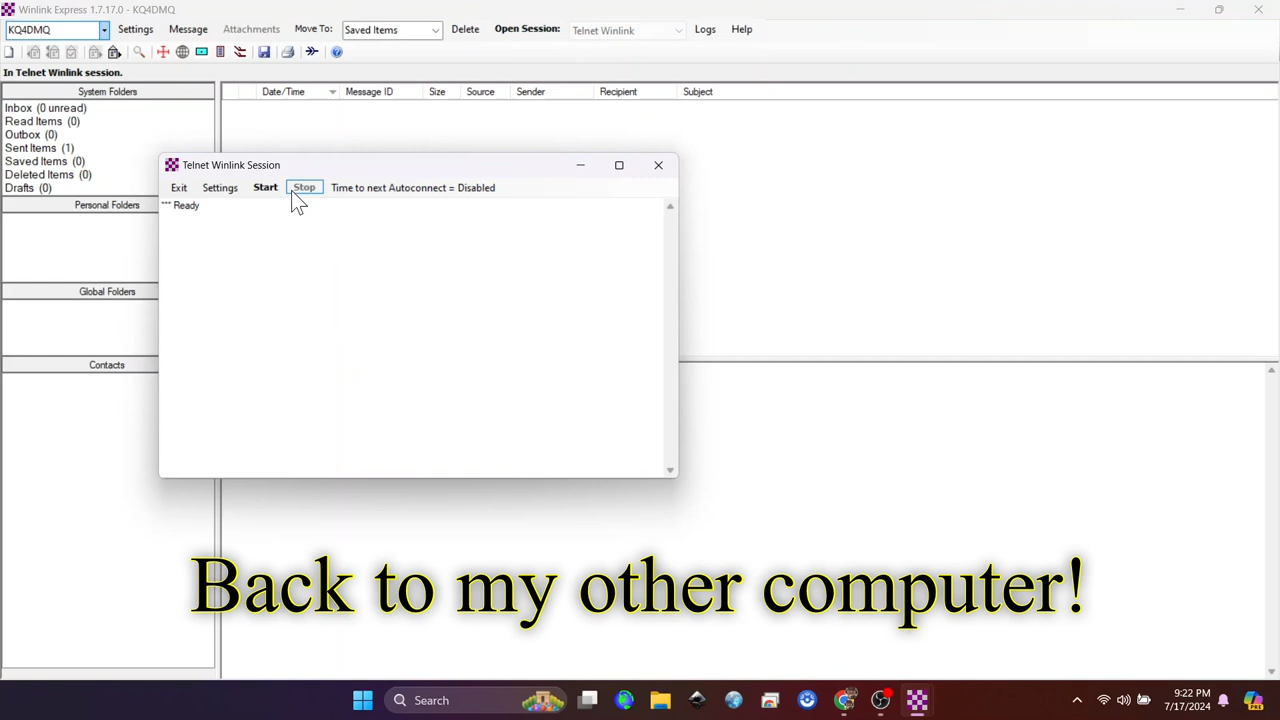 Winlink Express 1.7.17.0 - KQ4DMQ
KQ4DMQ Settings Message Attachments Move To: Saved Items Delete Open Session: Telnet Winlink Logs Help
In Telnet Winlink session.
System Folders
Date/Time Message ID Size Source Sender Recipient Subject
Inbox (0 unread)
Read Items (0)
Outbox (0)
Sent Items (1)
Saved Items (0)
Deleted Items (0)
Drafts (0)
Personal Folders
Global Folders
Contacts
Telnet Winlink Session
Exit Settings Start Stop Time to next Autoconnect = Disabled
*** Ready
Back to my other computer!
Search
9:22 PM
7/17/2024